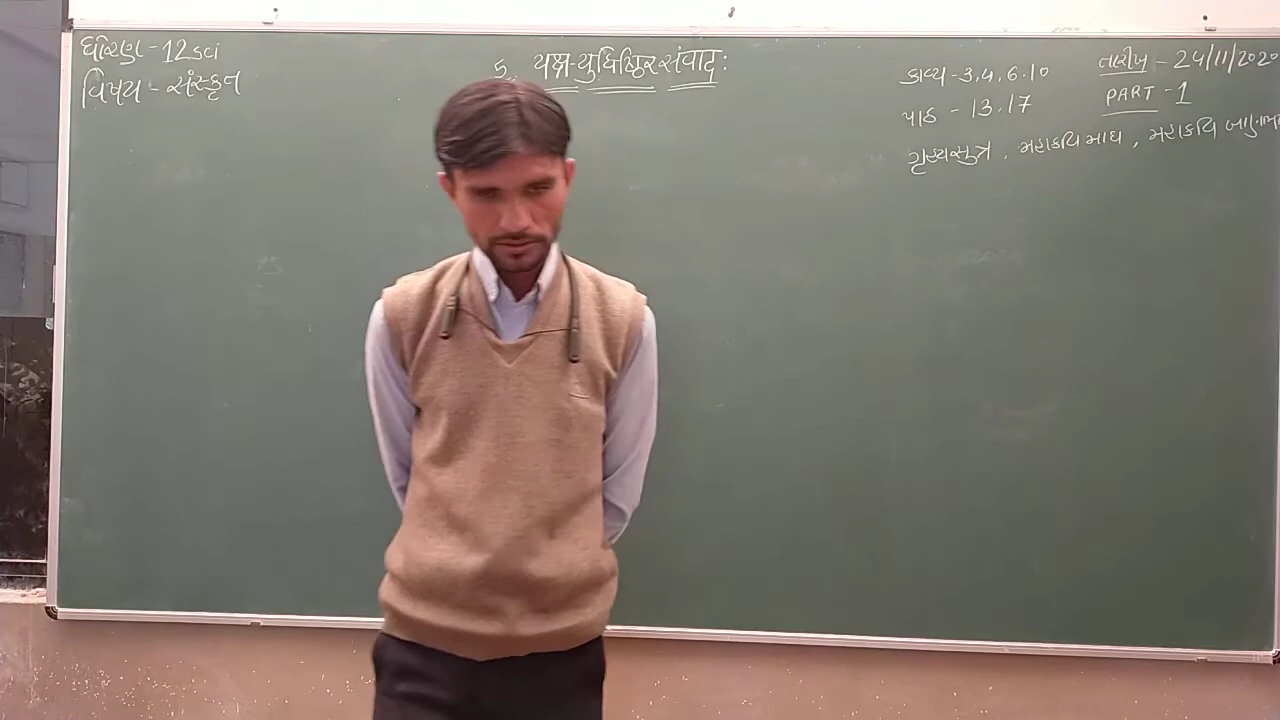 ધોરણ - 12 માં
વિષય - સંસ્કૃત
5. यक्ष-युधिष्ठिर संवाद:
કાવ્ય - 3,4,6,10
પાઠ - 13,17
તારીખ - 24/11/2020
PART - 1
ગૃહ્યસુત્ર , મહાકવિ માઘ , મહાકવિ